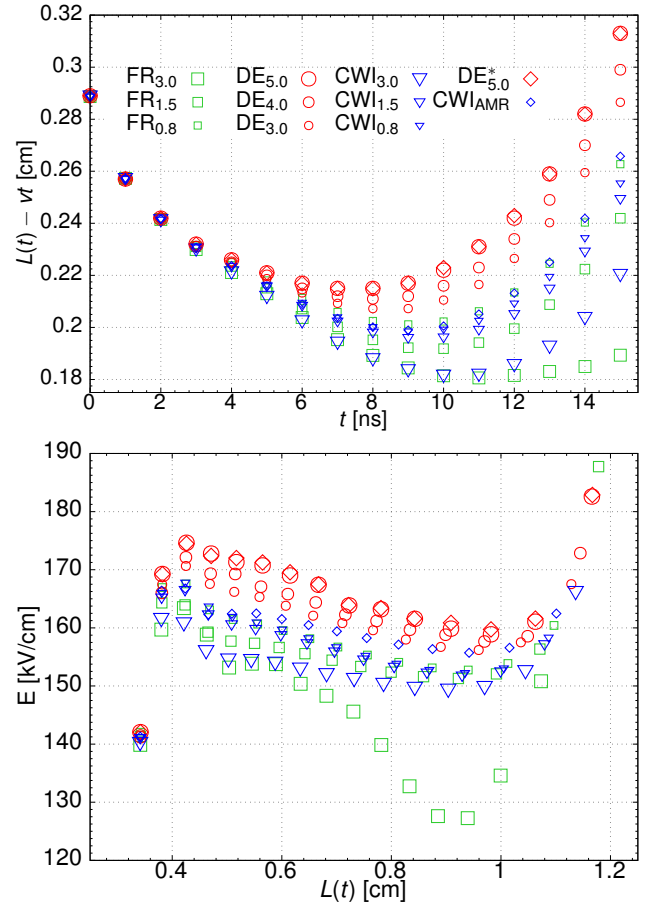 0.32
0.3
0.28
0.26
0.24
0.22
0.2
0.18
L(t) − vt [cm]
FR3.0 DE5.0 CWI3.0 DE*5.0
FR1.5 DE4.0 CWI1.5 CWIAMR
FR0.8 DE3.0 CWI0.8
0 2 4 6 8 10 12 14
t [ns]
190
180
170
160
150
140
130
120
E [kV/cm]
0.4 0.6 0.8 1 1.2
L(t) [cm]